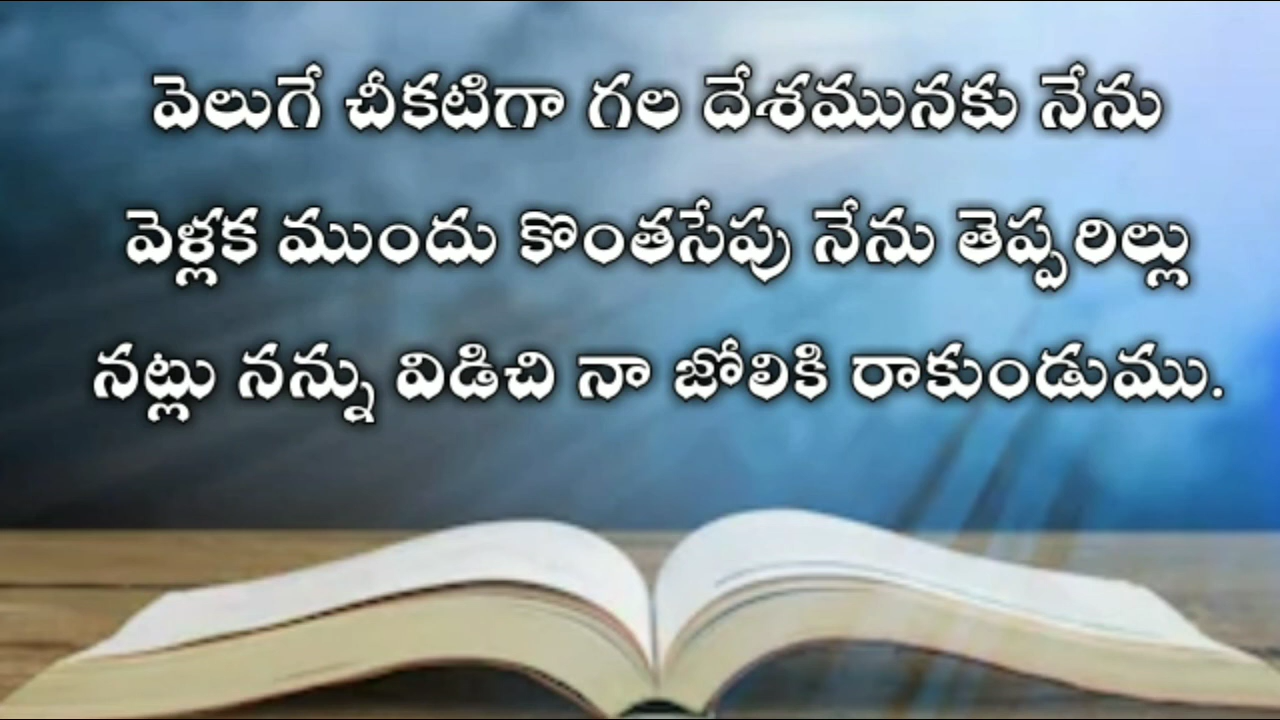 వెలుగే చీకటిగా గల దేశమునకు నేను
వెళ్లక ముందు కొంతసేపు నేను తెప్పరిల్లు
నట్లు నన్ను విడిచి నా జోలికి రాకుండుము.